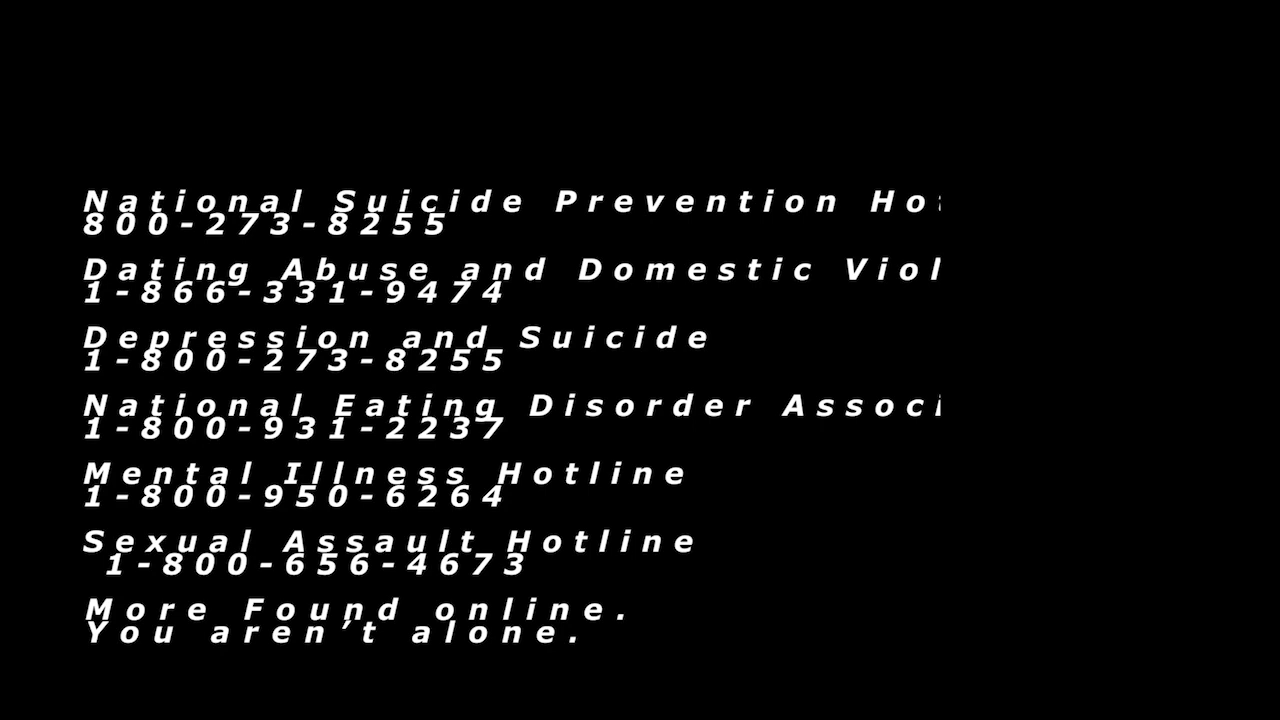 National Suicide Prevention Hot
800-273-8255
Dating Abuse and Domestic Viol
1-866-331-9474
Depression and Suicide
1-800-273-8255
National Eating Disorder Associ
1-800-931-2237
Mental Illness Hotline
1-800-950-6264
Sexual Assault Hotline
1-800-656-4673
More Found online.
You aren't alone.